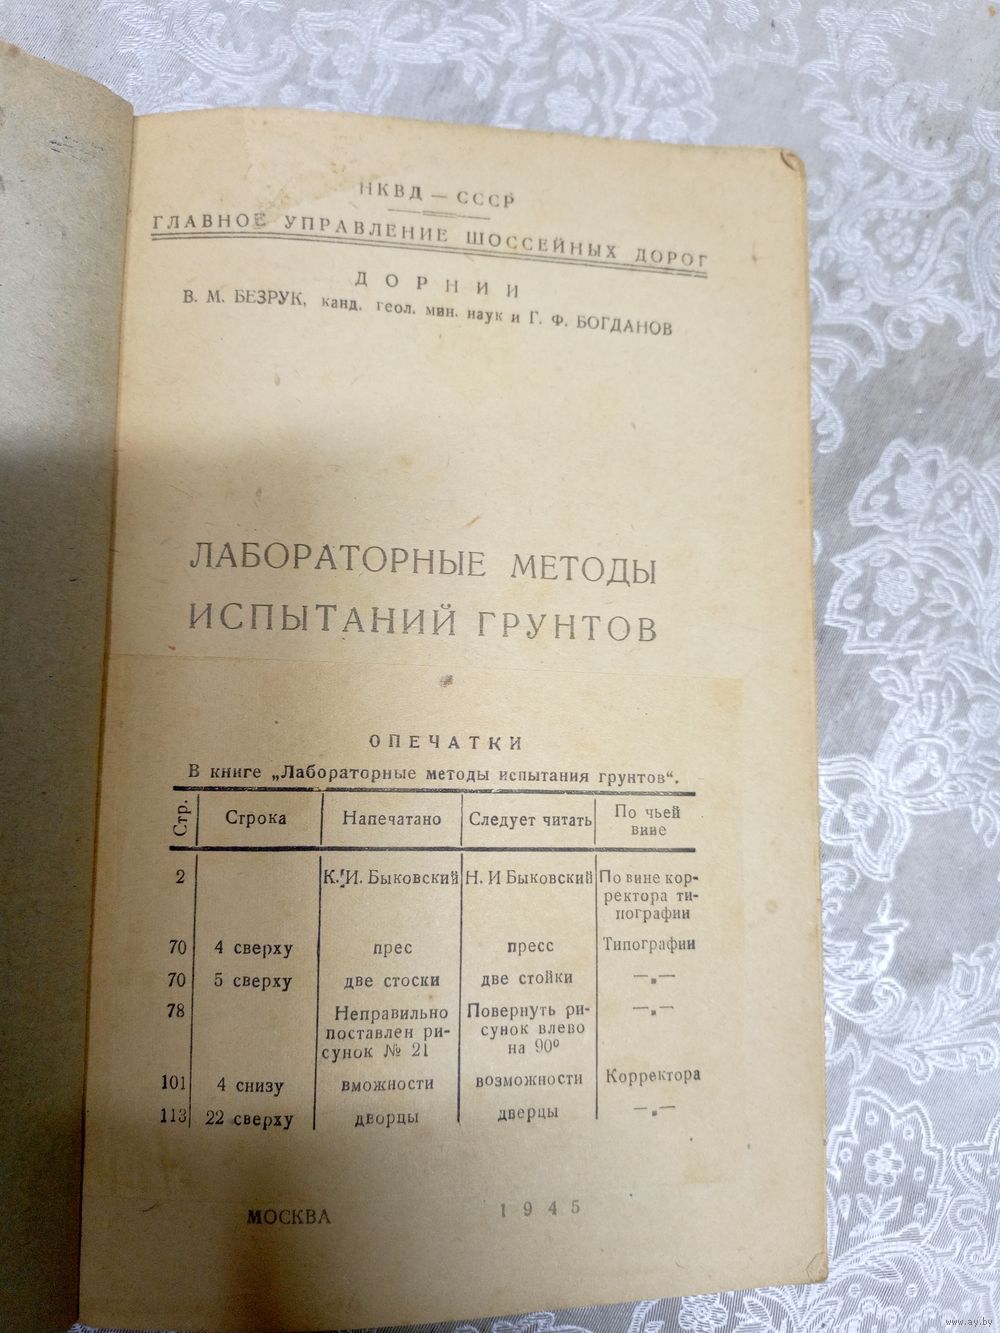 НКВД — СССР
ГЛАВНОЕ УПРАВЛЕНИЕ ШОССЕЙНЫХ ДОРОГ
ДОРНИИ
В. М. БЕЗРУК, канд. геол. мин. наук и Г. Ф. БОГДАНОВ
ЛАБОРАТОРНЫЕ МЕТОДЫ
ИСПЫТАНИЙ ГРУНТОВ
ОПЕЧАТКИ
В книге „Лабораторные методы испытания грунтов“.
Стр. Строка Напечатано Следует читать По чьей
вине
2 К. И. Быковский Н. И Быковский По вине кор-
ректора ти-
пографии
70 4 сверху прес пресс Типографии
70 5 сверху две стоски две стойки —„—
78 Неправильно Повернуть ри- —„—
поставлен ри- сунок влево
сунок № 21 на 90°
101 4 снизу вможности возможности Корректора
113 22 сверху дворцы дверцы —„—
МОСКВА 1945
www.ay.by